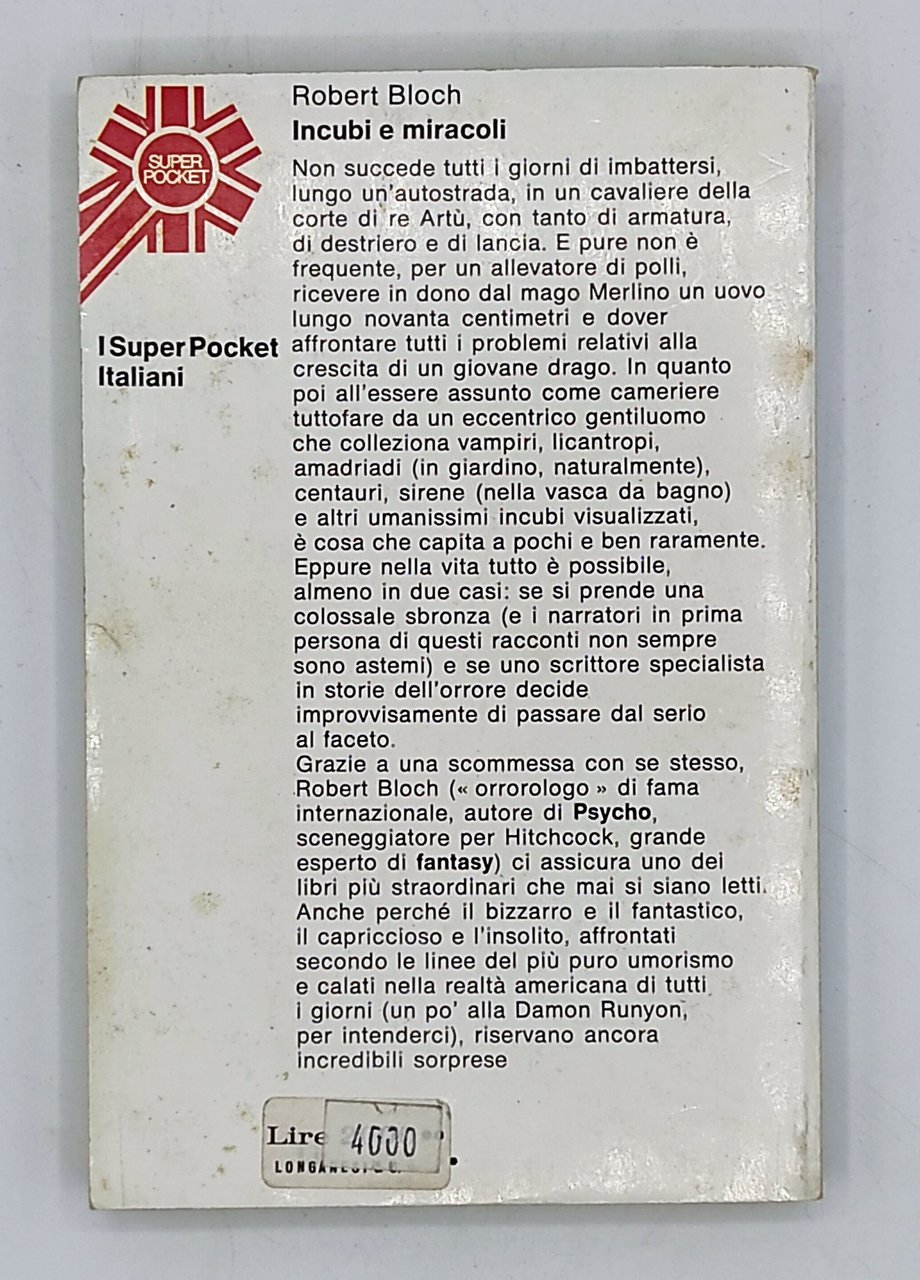 SUPER
POCKET
I Super Pocket
Italiani
Robert Bloch
Incubi e miracoli
Non succede tutti i giorni di imbattersi,
lungo un'autostrada, in un cavaliere della
corte di re Artù, con tanto di armatura,
di destriero e di lancia. E pure non è
frequente, per un allevatore di polli,
ricevere in dono dal mago Merlino un uovo
lungo novanta centimetri e dover
affrontare tutti i problemi relativi alla
crescita di un giovane drago. In quanto
poi all'essere assunto come cameriere
tuttofare da un eccentrico gentiluomo
che colleziona vampiri, licantropi,
amadriadi (in giardino, naturalmente),
centauri, sirene (nella vasca da bagno)
e altri umanissimi incubi visualizzati,
è cosa che capita a pochi e ben raramente.
Eppure nella vita tutto è possibile,
almeno in due casi: se si prende una
colossale sbronza (e i narratori in prima
persona di questi racconti non sempre
sono astemi) e se uno scrittore specialista
in storie dell'orrore decide
improvvisamente di passare dal serio
al faceto.
Grazie a una scommessa con se stesso,
Robert Bloch (« orrorologo » di fama
internazionale, autore di Psycho,
sceneggiatore per Hitchcock, grande
esperto di fantasy) ci assicura uno dei
libri più straordinari che mai si siano letti.
Anche perché il bizzarro e il fantastico,
il capriccioso e l'insolito, affrontati
secondo le linee del più puro umorismo
e calati nella realtà americana di tutti
i giorni (un po' alla Damon Runyon,
per intenderci), riservano ancora
incredibili sorprese
Lire 4000